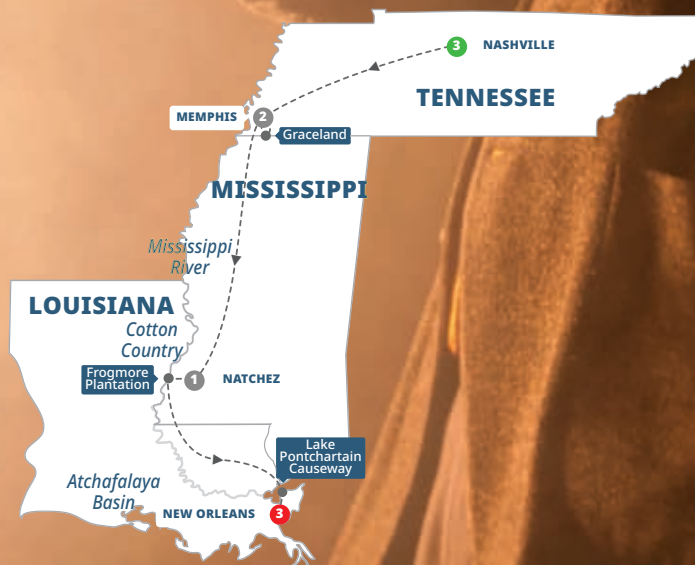 3 NASHVILLE
TENNESSEE
MEMPHIS 2
Graceland
MISSISSIPPI
Mississippi
River
LOUISIANA
Cotton
Country
Frogmore
Plantation
1 NATCHEZ
Lake
Pontchartain
Causeway
Atchafalaya
Basin
NEW ORLEANS 3